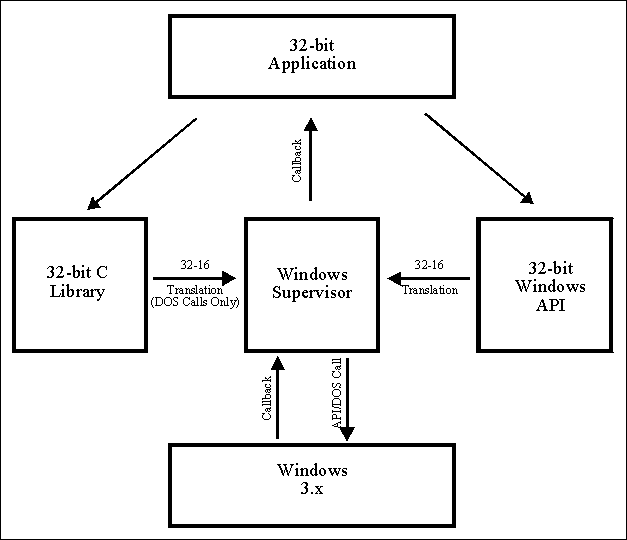 32-bit
Application
Callback
32-bit C
Library
32-16
Translation
(DOS Calls Only)
Windows
Supervisor
32-16
Translation
32-bit
Windows
API
Callback
API/DOS Call
Windows
3.x